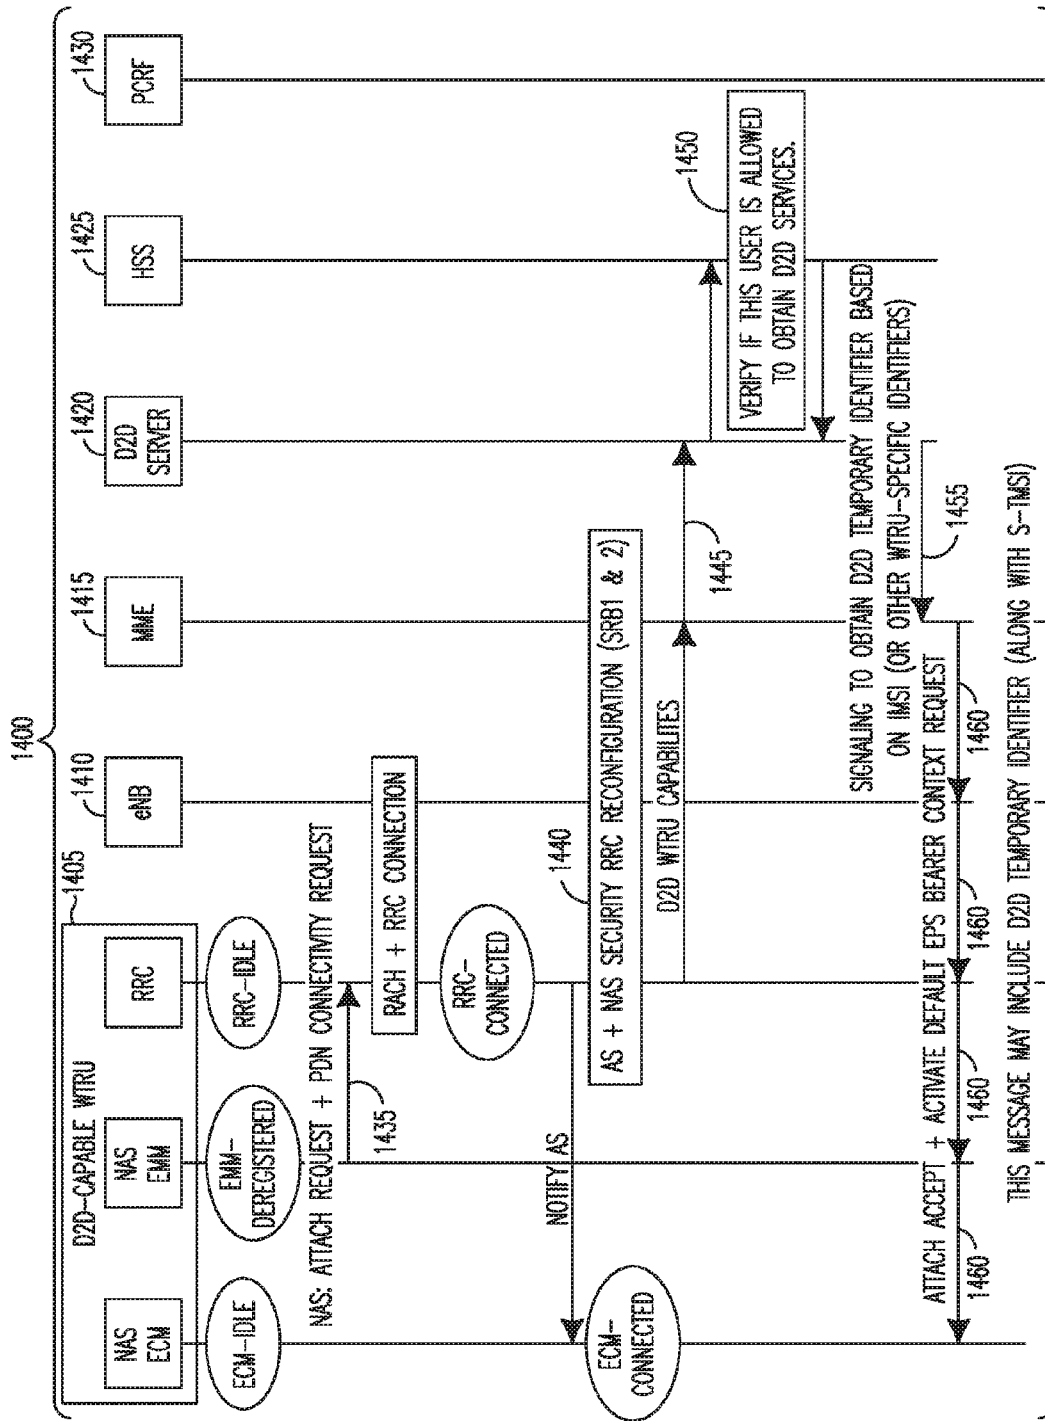 1400
1405
D2D-CAPABLE WTRU
NAS
ECM
NAS
EMM
RRC
1410
eNB
1415
MME
1420
D2D
SERVER
1425
HSS
1430
PCRF
ECM-IDLE
EMM-
DEREGISTERED
RRC-IDLE
NAS: ATTACH REQUEST + PDN CONNECTIVITY REQUEST
1435
RACH + RRC CONNECTION
RRC-
CONNECTED
NOTIFY AS
ECM-
CONNECTED
1440
AS + NAS SECURITY RRC RECONFIGURATION (SRB1 & 2)
D2D WTRU CAPABILITES
1445
1450
VERIFY IF THIS USER IS ALLOWED
TO OBTAIN D2D SERVICES.
SIGNALING TO OBTAIN D2D TEMPORARY IDENTIFIER BASED
ON IMSI (OR OTHER WTRU-SPECIFIC IDENTIFIERS)
1455
ATTACH ACCEPT + ACTIVATE DEFAULT EPS BEARER CONTEXT REQUEST
1460
1460
1460
1460
THIS MESSAGE MAY INCLUDE D2D TEMPORARY IDENTIFIER (ALONG WITH S-TMSI)